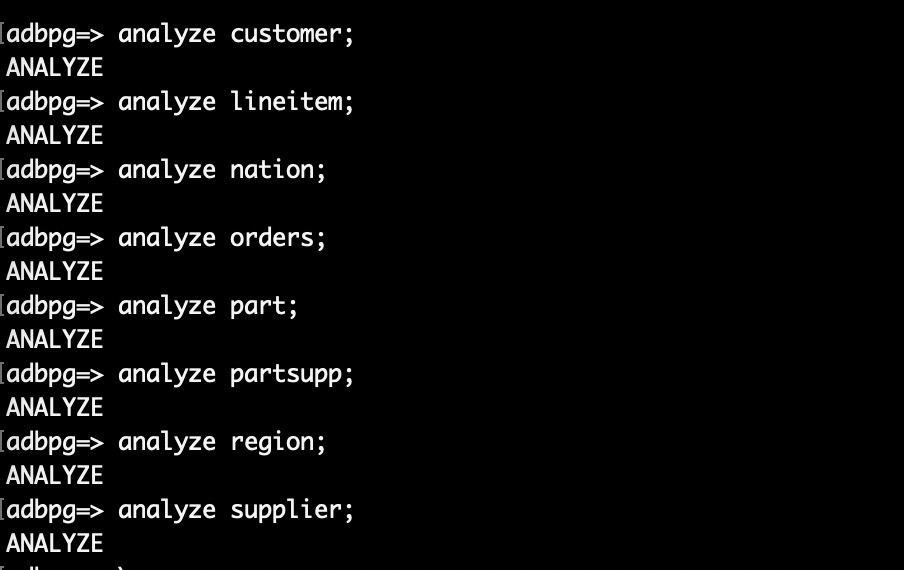 [adbpg=> analyze customer;
ANALYZE
[adbpg=> analyze lineitem;
ANALYZE
[adbpg=> analyze nation;
ANALYZE
[adbpg=> analyze orders;
ANALYZE
[adbpg=> analyze part;
ANALYZE
[adbpg=> analyze partsupp;
ANALYZE
[adbpg=> analyze region;
ANALYZE
[adbpg=> analyze supplier;
ANALYZE